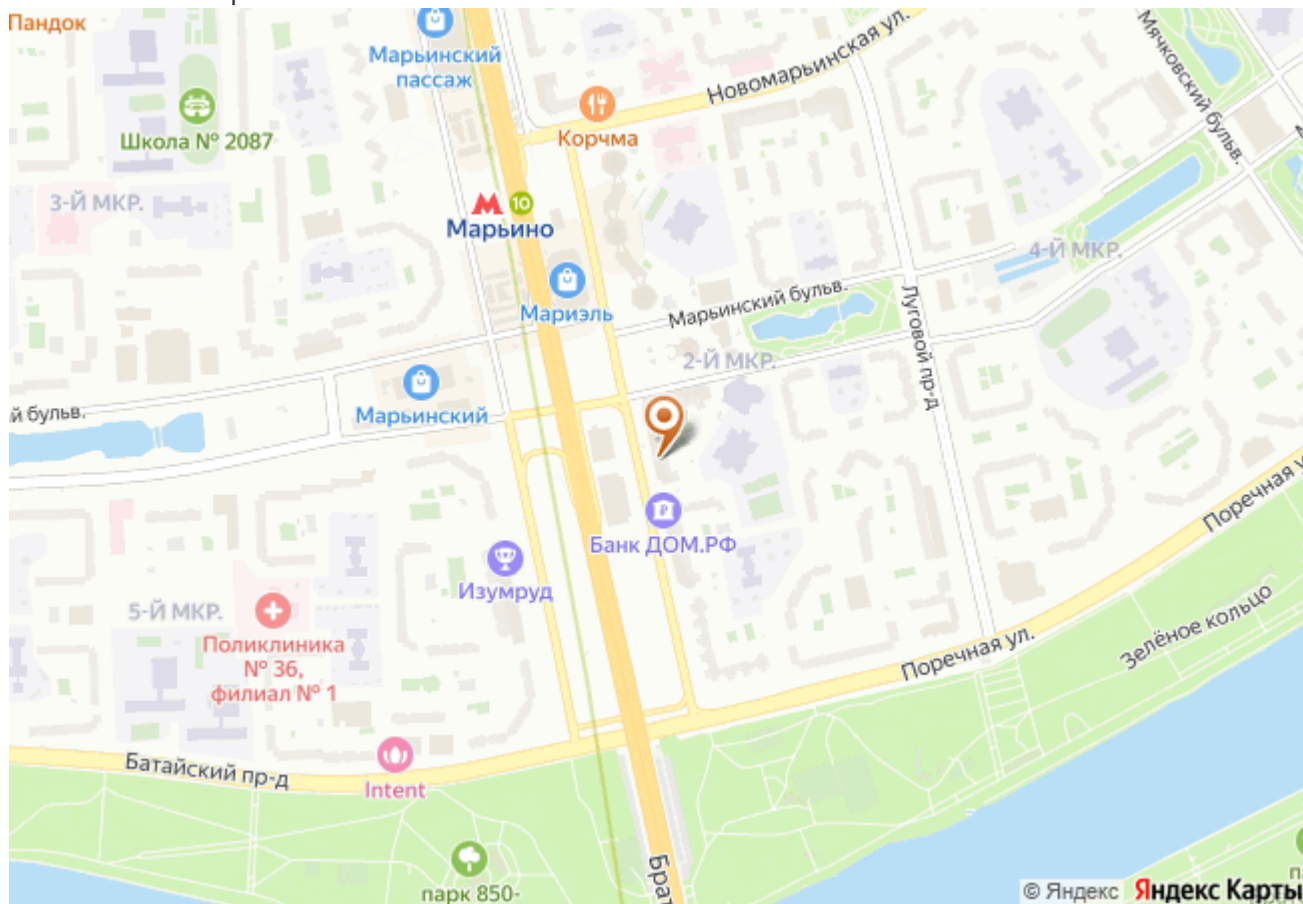 Пандок
Марьинский
пассаж
Мячковский бульв.
Новомарьинская ул.
Корчма
Школа № 2087
3-Й МКР.
10
Марьино
4-Й МКР.
Мариэль
Марьинский бульв.
Луговой пр-д
2-Й МКР.
й бульв.
Марьинский
Поречная у
Банк ДОМ.РФ
Изумруд
5-Й МКР.
Поликлиника
№ 36,
филиал № 1
Зелёное кольцо
Поречная ул.
Батайский пр-д
Intent
парк 850-
Брат
© Яндекс Яндекс Карты